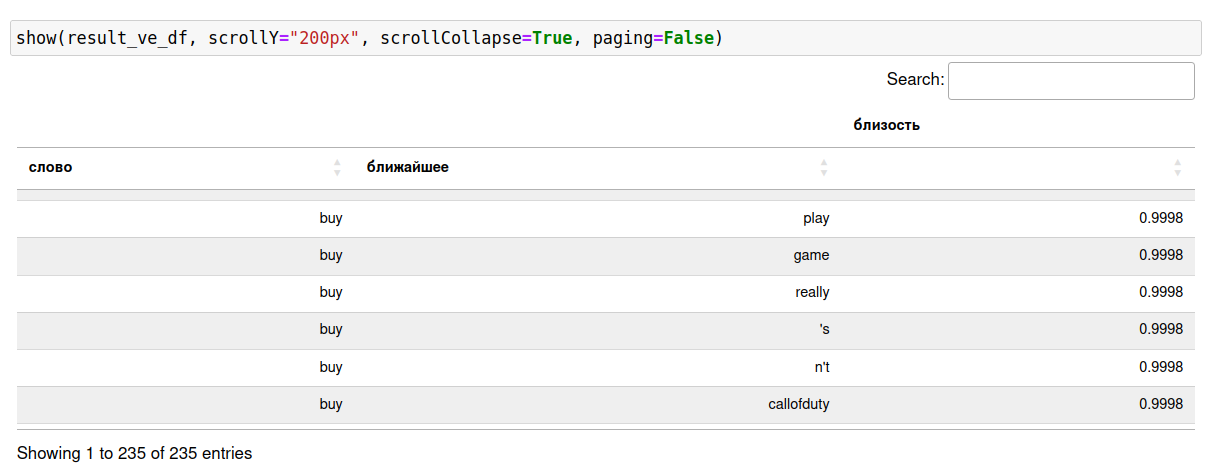 show(result_ve_df, scrollY="200px", scrollCollapse=True, paging=False)
Search:
близость
слово ближайшее
buy play 0.9998
buy game 0.9998
buy really 0.9998
buy 's 0.9998
buy n't 0.9998
buy callofduty 0.9998
Showing 1 to 235 of 235 entries